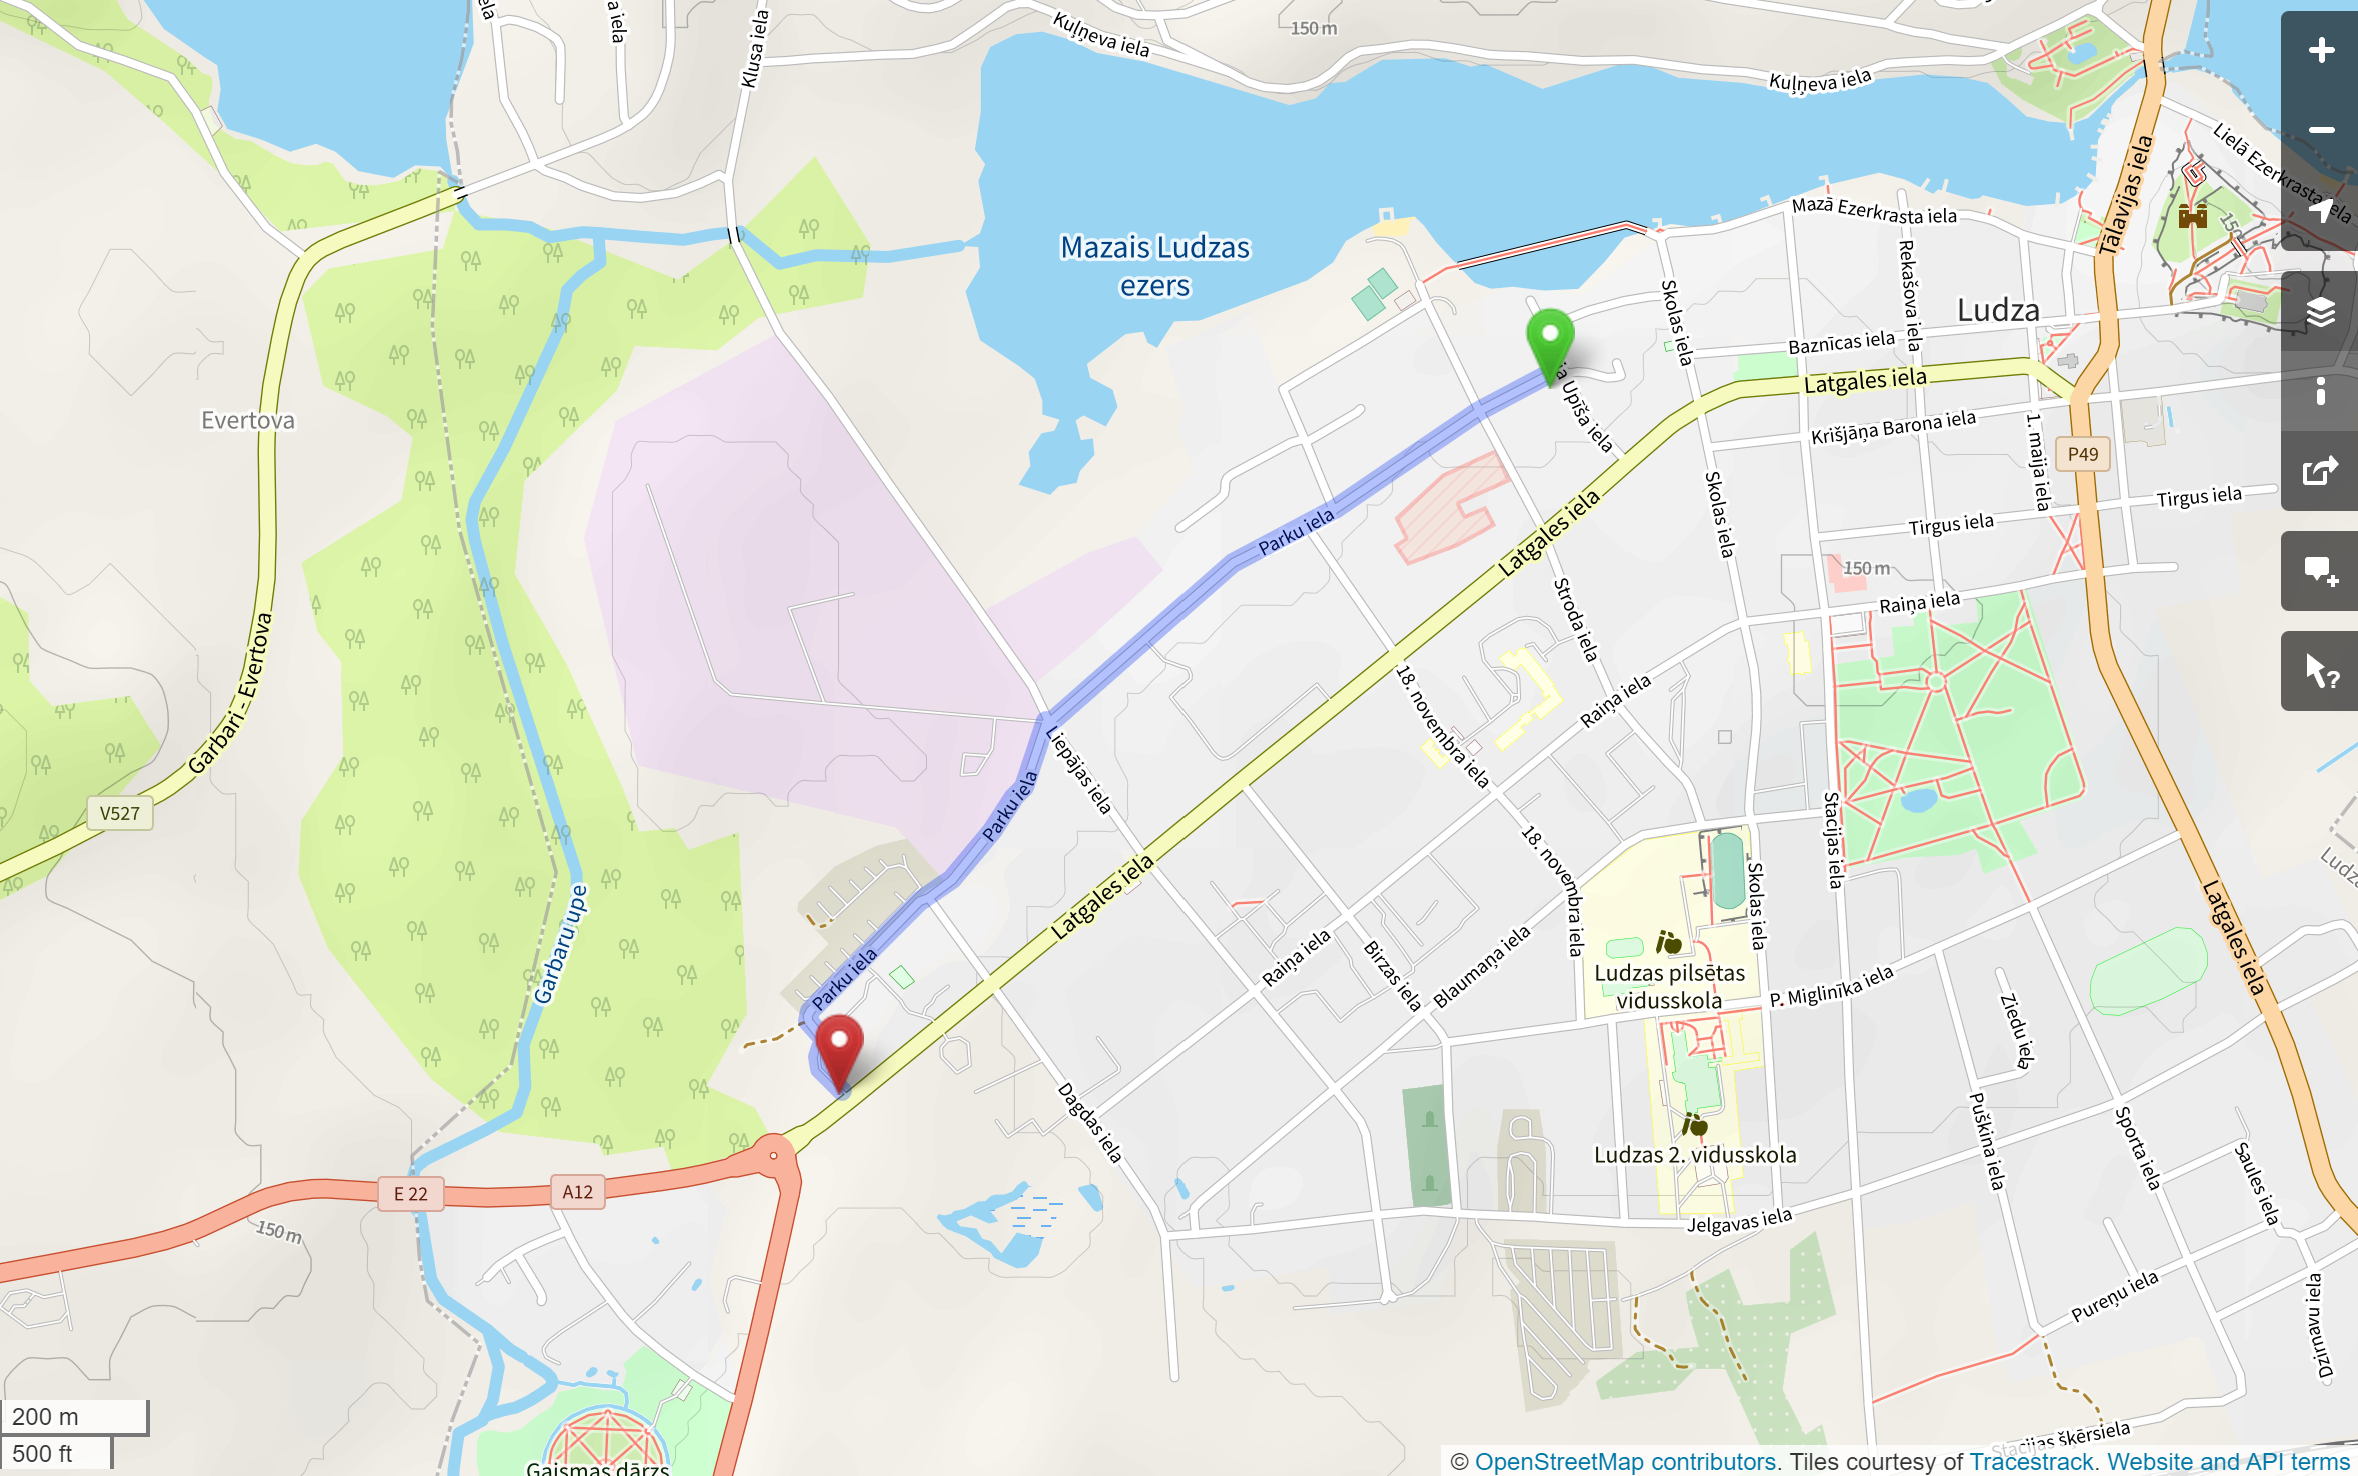 Kuļņeva iela
150 m
Kuļņeva iela
Klusa iela
Lielā Ezerkrasta iela
Tālavijas iela
Mazā Ezerkrasta iela
Mazais Ludzas
ezers
Rekašova iela
Skolas iela
Ludza
Baznīcas iela
Latgales iela
Upīša iela
Evertova
Krišjāņa Barona iela
1. maija iela
P49
Skolas iela
Tirgus iela
Tirgus iela
Parku iela
Latgales iela
150 m
Raiņa iela
Stroda iela
Garbari - Evertova
18. novembra iela
Raiņa iela
Liepājas iela
Parku iela
V527
Stacijas iela
18. novembra iela
Latgales iela
Skolas iela
Latgales iela
Garbaru upe
Parku iela
Raiņa iela
Birzas iela
Blaumaņa iela
Ludzas pilsētas
vidusskola
P. Miglinīka iela
Ziedu iela
Dagdas iela
Puškina iela
Sporta iela
Saules iela
Ludzas 2. vidusskola
E 22
A12
150 m
Jelgavas iela
Pureņu iela
Dzirnavu iela
Stacijas šķērsiela
Gaismas dārzs
200 m
500 ft
© OpenStreetMap contributors. Tiles courtesy of Tracestrack. Website and API terms